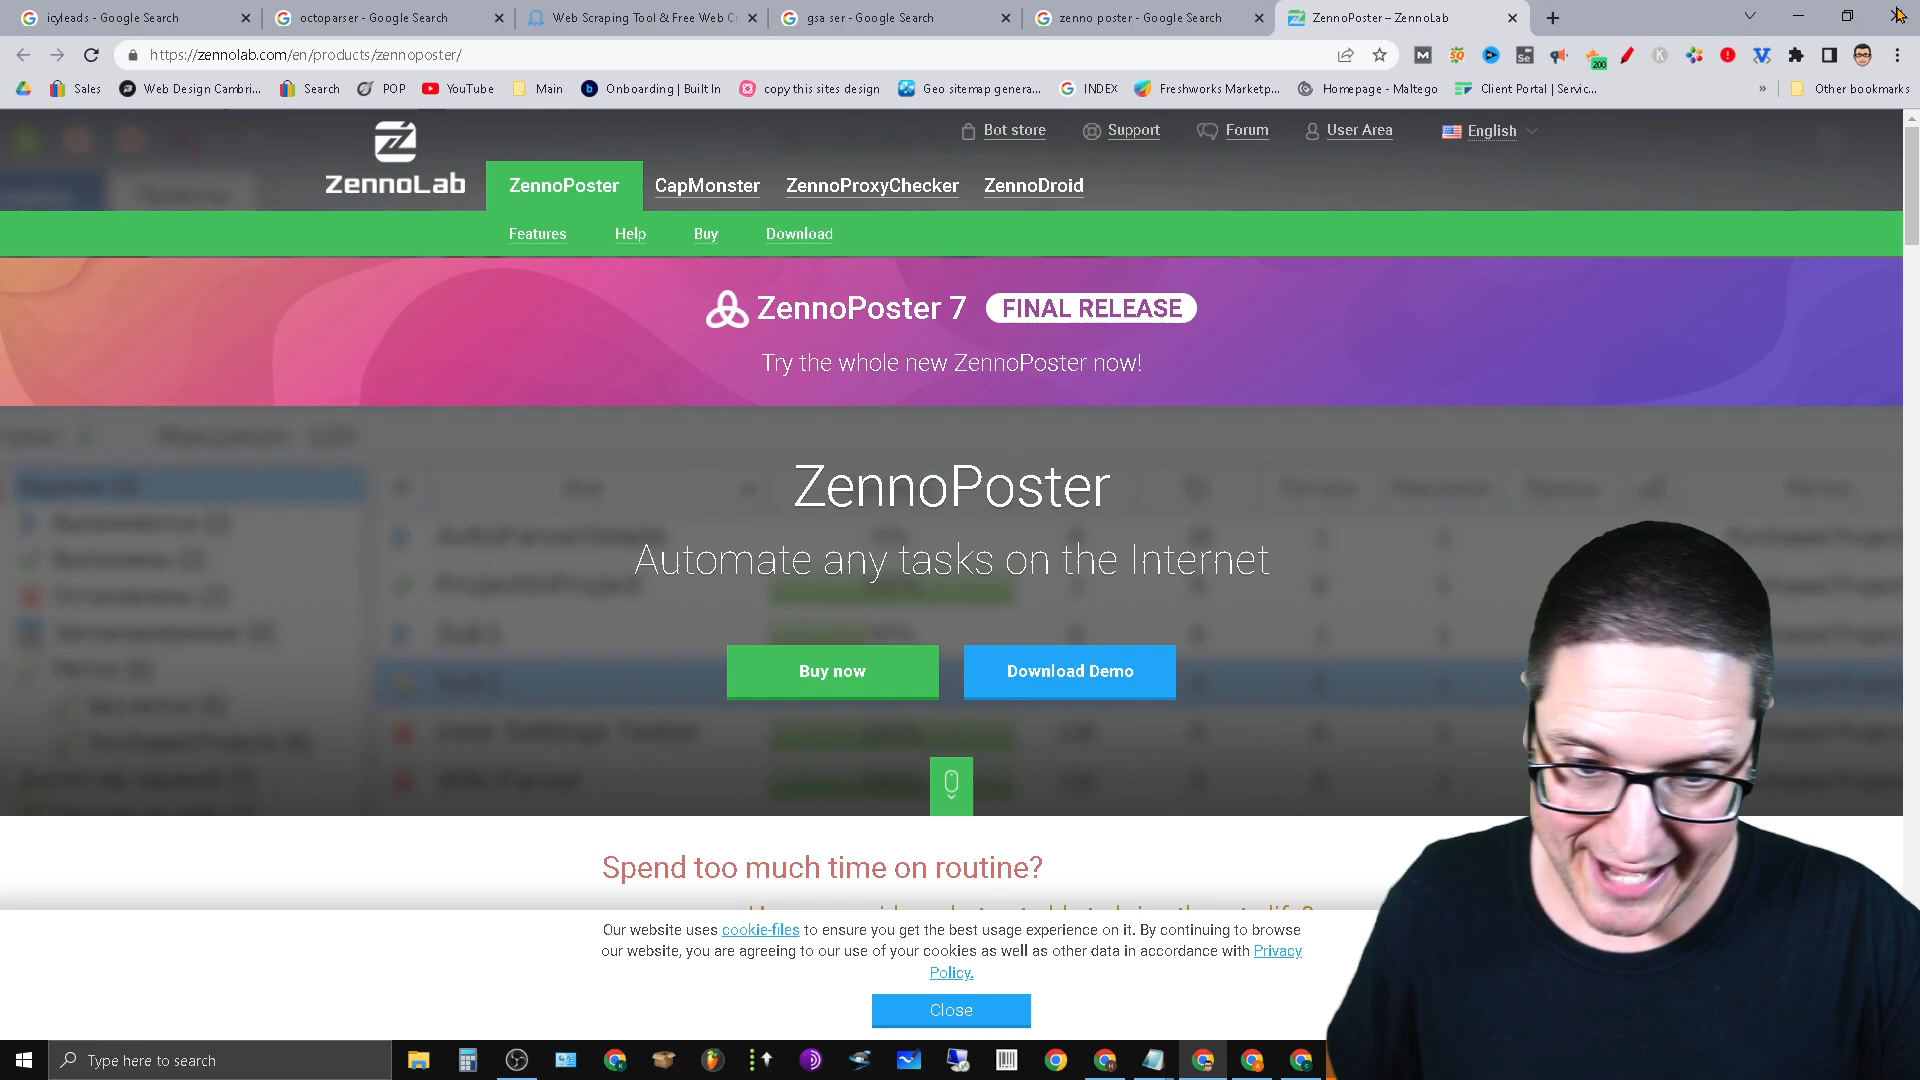 icyleads - Google Search
octoparser - Google Search
Web Scraping Tool & Free Web Cr
gsa ser - Google Search
zenno poster - Google Search
ZennoPoster – ZennoLab
https://zennolab.com/en/products/zennoposter/
200
Sales
Web Design Cambri...
Search
POP
YouTube
Main
Onboarding | Built In
copy this sites design
Geo sitemap genera...
INDEX
Freshworks Marketp...
Homepage - Maltego
Client Portal | Servic...
»
Other bookmarks
Bot store
Support
Forum
User Area
English
ZennoLab
ZennoPoster
CapMonster
ZennoProxyChecker
ZennoDroid
Features
Help
Buy
Download
ZennoPoster 7 FINAL RELEASE
Try the whole new ZennoPoster now!
ZennoPoster
Automate any tasks on the Internet
Buy now
Download Demo
Spend too much time on routine?
Our website uses cookie-files to ensure you get the best usage experience on it. By continuing to browse
our website, you are agreeing to our use of your cookies as well as other data in accordance with Privacy
Policy.
Close
Type here to search